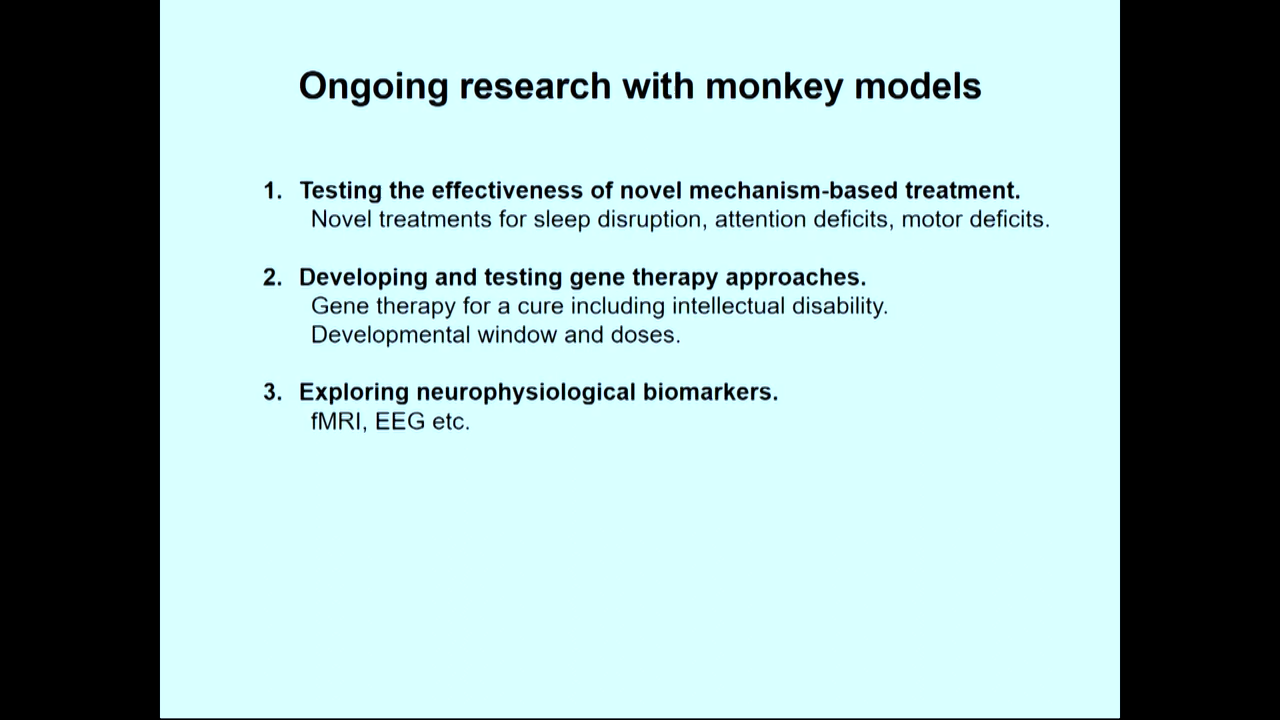 Ongoing research with monkey models
1. Testing the effectiveness of novel mechanism-based treatment.
Novel treatments for sleep disruption, attention deficits, motor deficits.
2. Developing and testing gene therapy approaches.
Gene therapy for a cure including intellectual disability.
Developmental window and doses.
3. Exploring neurophysiological biomarkers.
fMRI, EEG etc.